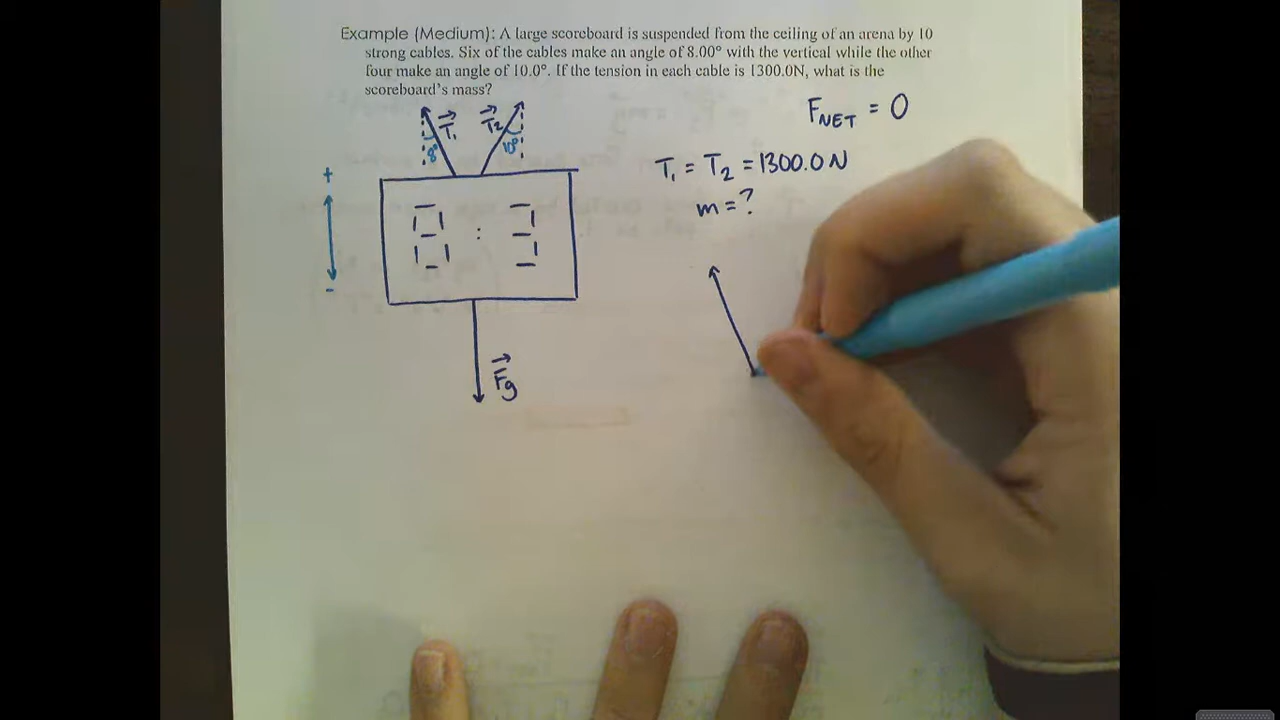 Example (Medium): A large scoreboard is suspended from the ceiling of an arena by 10
strong cables. Six of the cables make an angle of 8.00° with the vertical while the other
four make an angle of 10.0°. If the tension in each cable is 1300.0N, what is the
scoreboard's mass?
F_NET = 0
T₁ T₂
8° 10°
T₁ = T₂ = 1300.0 N
m = ?
+
-
:
Fg